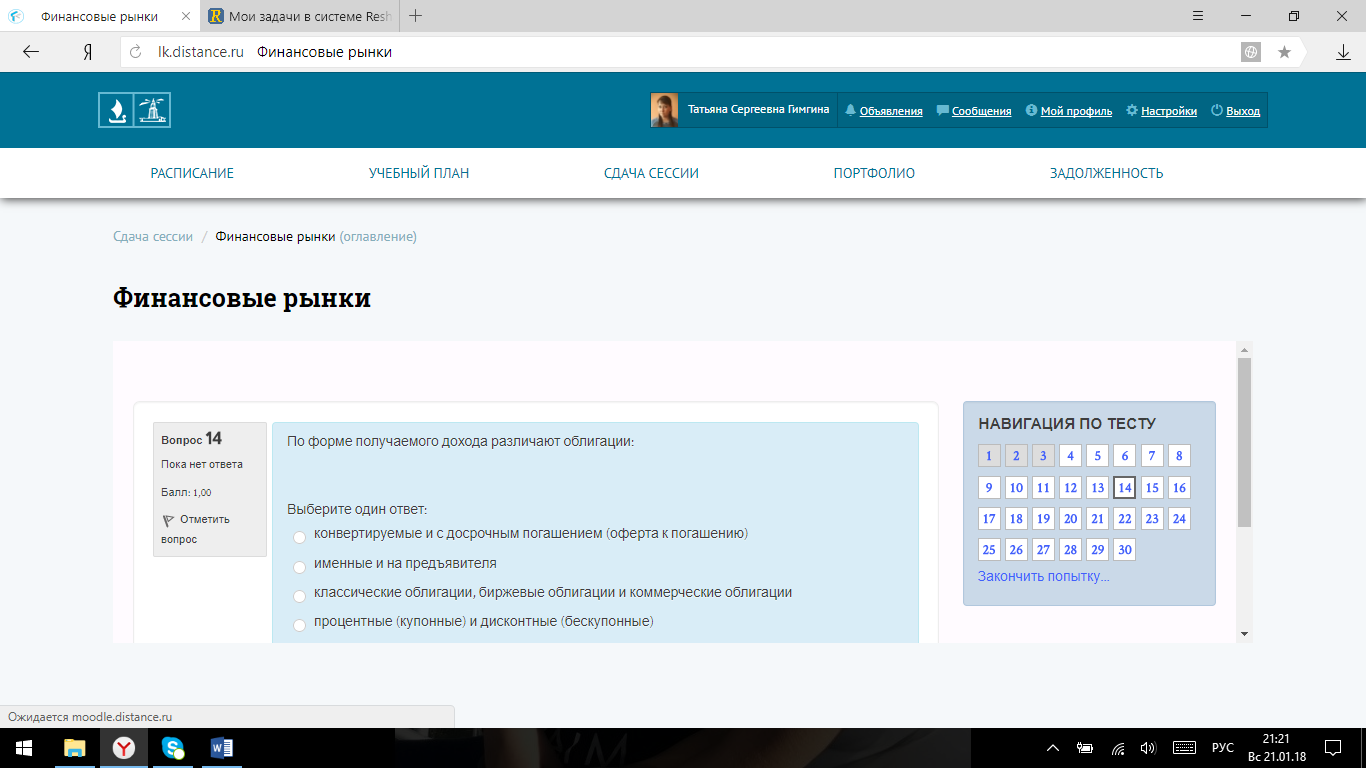 Финансовые рынки
Мои задачи в системе Resh
Я
lk.distance.ru Финансовые рынки
Татьяна Сергеевна Гимгина Объявления Сообщения Мой профиль Настройки Выход
РАСПИСАНИЕ УЧЕБНЫЙ ПЛАН СДАЧА СЕССИИ ПОРТФОЛИО ЗАДОЛЖЕННОСТЬ
Сдача сессии / Финансовые рынки (оглавление)
Финансовые рынки
Вопрос 14
Пока нет ответа
Балл: 1,00
Отметить
вопрос
По форме получаемого дохода различают облигации:
Выберите один ответ:
конвертируемые и с досрочным погашением (оферта к погашению)
именные и на предъявителя
классические облигации, биржевые облигации и коммерческие облигации
процентные (купонные) и дисконтные (бескупонные)
НАВИГАЦИЯ ПО ТЕСТУ
1 2 3 4 5 6 7 8
9 10 11 12 13 14 15 16
17 18 19 20 21 22 23 24
25 26 27 28 29 30
Закончить попытку...
Ожидается moodle.distance.ru
РУС
21:21
Вс 21.01.18